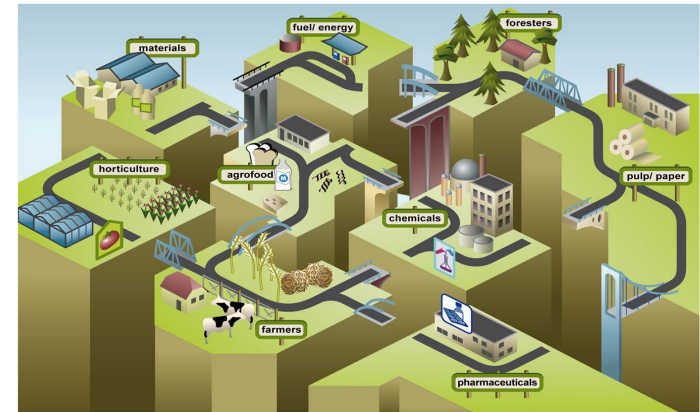 fuel/ energy
foresters
materials
horticulture
agrofood
M
pulp/ paper
chemicals
farmers
pharmaceuticals